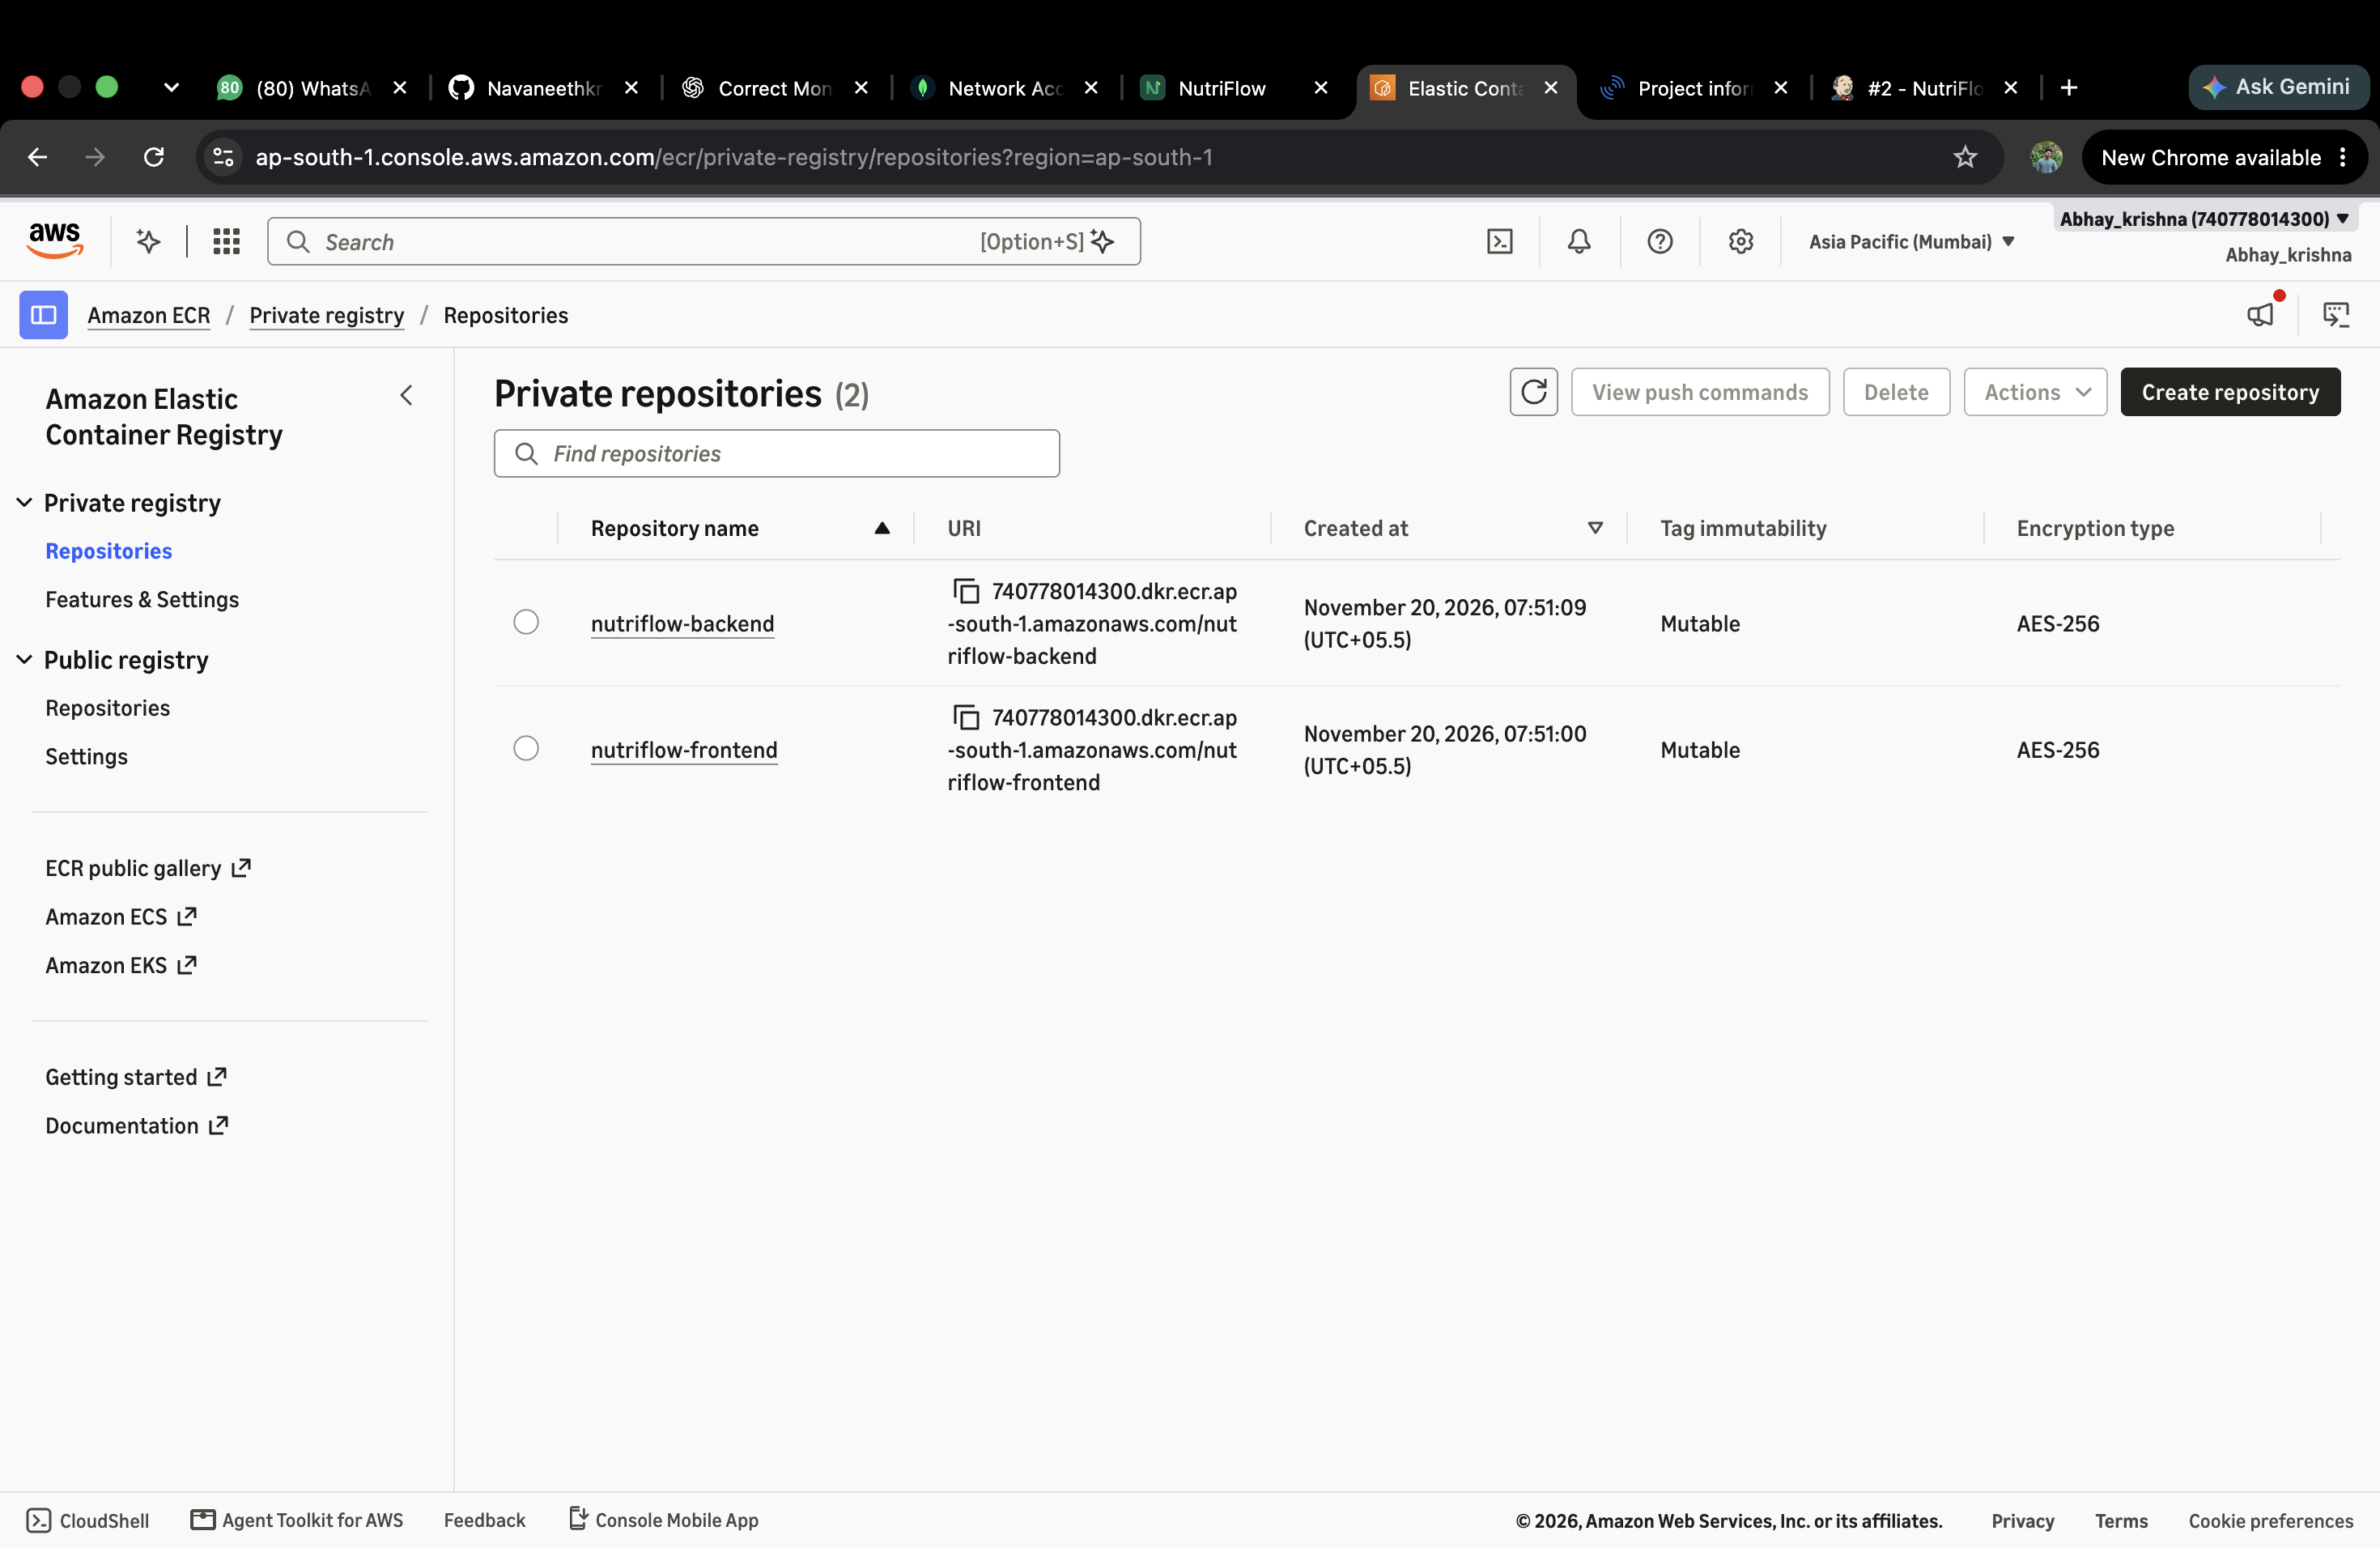 80 (80) WhatsA
Navaneethkr
Correct Mon
Network Acc
NutriFlow
Elastic Conta
Project infor
#2 - NutriFlo
Ask Gemini
ap-south-1.console.aws.amazon.com/ecr/private-registry/repositories?region=ap-south-1
New Chrome available
aws
Search
[Option+S]
Asia Pacific (Mumbai)
Abhay_krishna (740778014300)
Abhay_krishna
Amazon ECR / Private registry / Repositories
Amazon Elastic
Container Registry
Private registry
Repositories
Features & Settings
Public registry
Repositories
Settings
ECR public gallery
Amazon ECS
Amazon EKS
Getting started
Documentation
Private repositories (2)
View push commands
Delete
Actions
Create repository
Find repositories
Repository name
URI
Created at
Tag immutability
Encryption type
nutriflow-backend
740778014300.dkr.ecr.ap
-south-1.amazonaws.com/nut
riflow-backend
November 20, 2026, 07:51:09
(UTC+05.5)
Mutable
AES-256
nutriflow-frontend
740778014300.dkr.ecr.ap
-south-1.amazonaws.com/nut
riflow-frontend
November 20, 2026, 07:51:00
(UTC+05.5)
Mutable
AES-256
CloudShell
Agent Toolkit for AWS
Feedback
Console Mobile App
© 2026, Amazon Web Services, Inc. or its affiliates.
Privacy
Terms
Cookie preferences